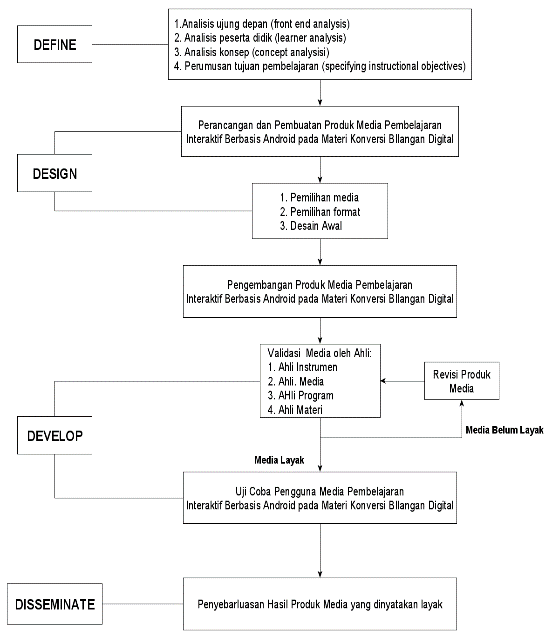 DEFINE
1.Analisis ujung depan (front end analysis)
2. Analisis peserta didik (learner analysis)
3. Analisis konsep (concept analysisi)
4. Perumusan tujuan pembelajaran (specifying instructional objectives)
Perancangan dan Pembuatan Produk Media Pembelajaran
Interaktif Berbasis Android pada Materi Konversi BIlangan Digital
DESIGN
1. Pemilihan media
2. Pemilihan format
3. Desain Awal
Pengembangan Produk Media Pembelajaran
Interaktif Berbasis Android pada Materi Konversi BIlangan Digital
Validasi Media oleh Ahli:
1. Ahli Instrumen
2. Ahli. Media
3. AHli Program
4. Ahli Materi
Revisi Produk
Media
Media Belum Layak
DEVELOP
Media Layak
Uji Coba Pengguna Media Pembelajaran
Interaktif Berbasis Android pada Materi Konversi BIlangan Digital
DISSEMINATE
Penyebarluasan Hasil Produk Media yang dinyatakan layak